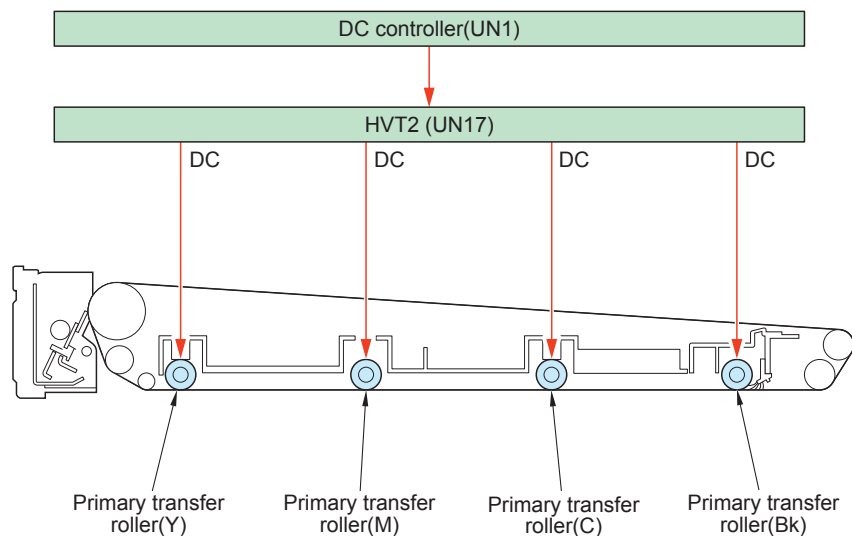 DC controller(UN1)
HVT2 (UN17)
DC
DC
DC
DC
Primary transfer
roller(Y)
Primary transfer
roller(M)
Primary transfer
roller(C)
Primary transfer
roller(Bk)